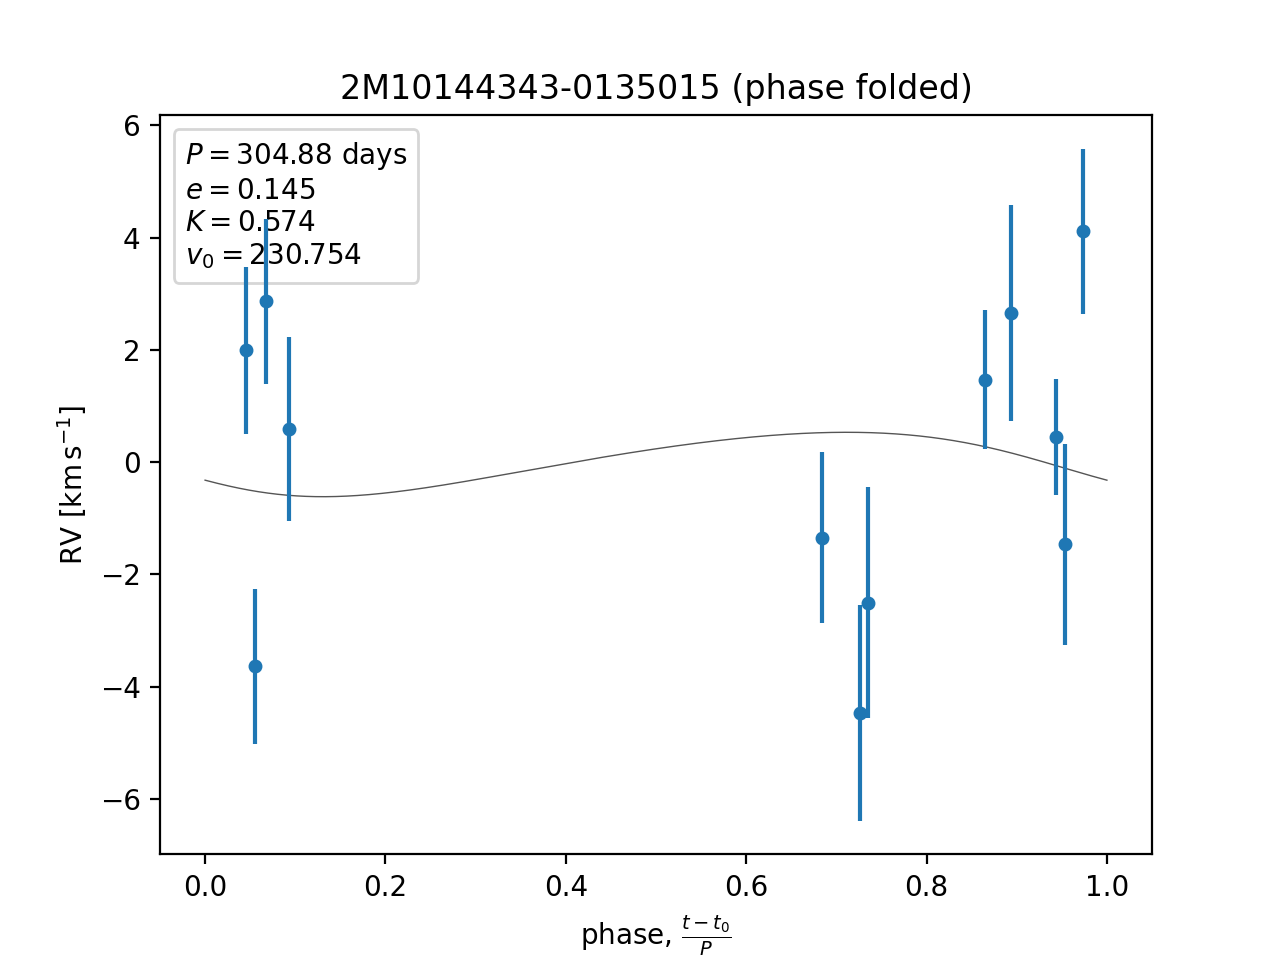 2M10144343-0135015 (phase folded)
P = 304.88 days
e = 0.145
K = 0.574
v₀ = 230.754
6
4
2
0
−2
−4
−6
RV [km s⁻¹]
0.0 0.2 0.4 0.6 0.8 1.0
phase, (t − t₀)/P